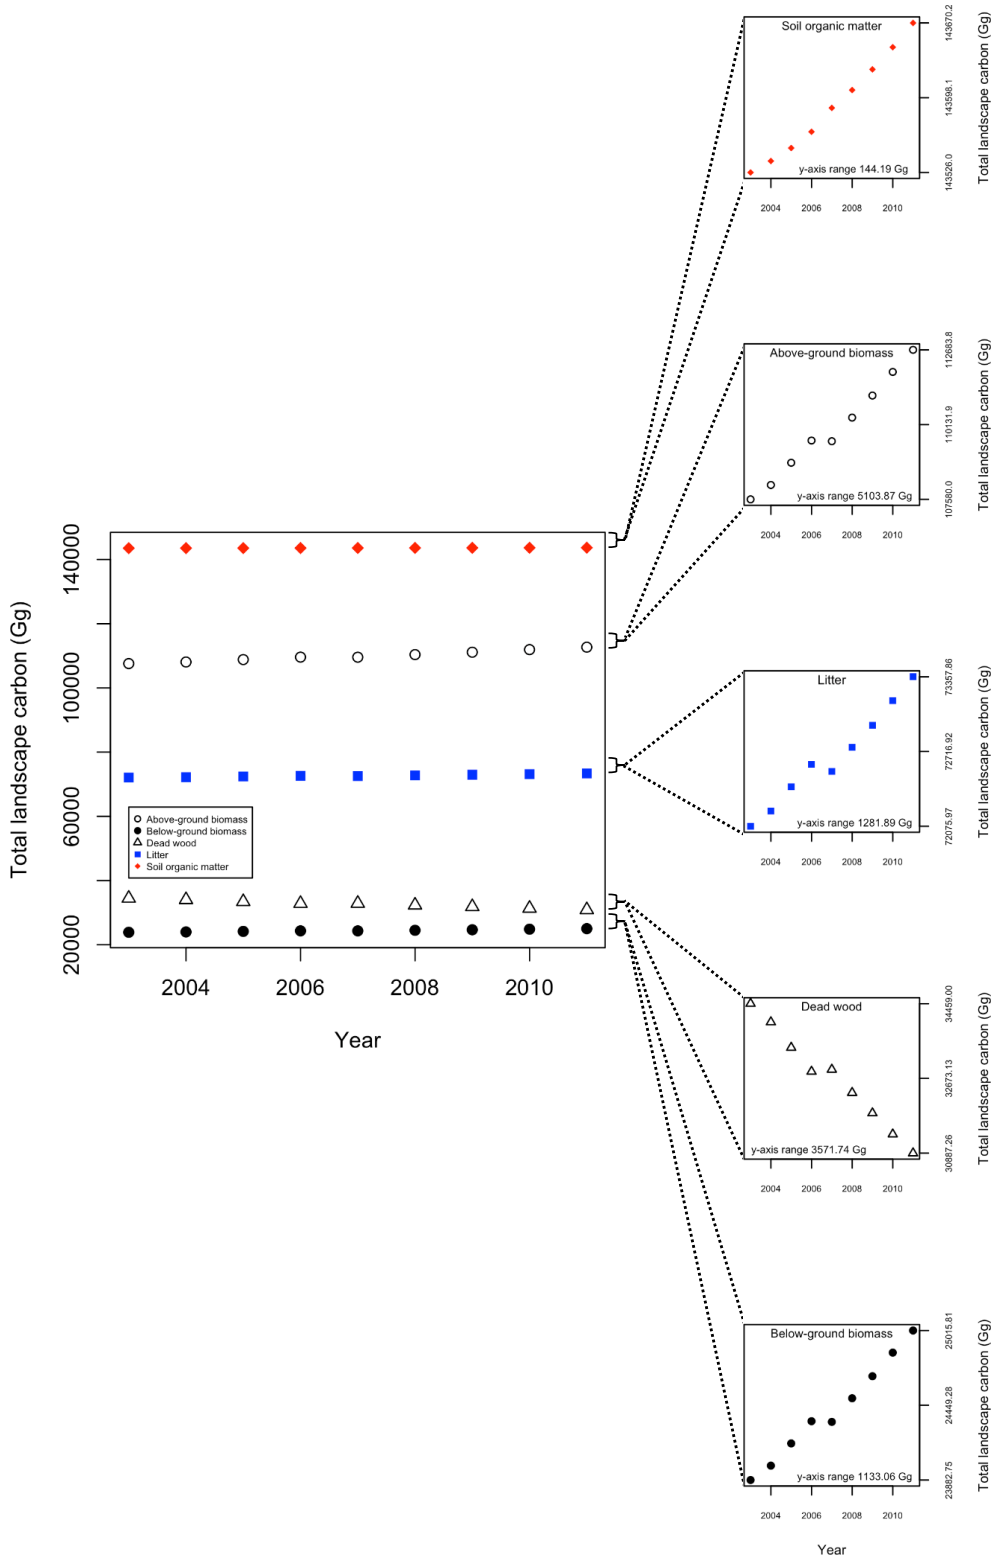 Total landscape carbon (Gg)
140000
100000
60000
20000
Above-ground biomass
Below-ground biomass
Dead wood
Litter
Soil organic matter
2004 2006 2008 2010
Year
Soil organic matter
y-axis range 144.19 Gg
143670.2
143598.1
143526.0
Total landscape carbon (Gg)
2004 2006 2008 2010
Above-ground biomass
y-axis range 5103.87 Gg
112683.8
110131.9
107580.0
Total landscape carbon (Gg)
2004 2006 2008 2010
Litter
y-axis range 1281.89 Gg
73357.86
72716.92
72075.97
Total landscape carbon (Gg)
2004 2006 2008 2010
Dead wood
y-axis range 3571.74 Gg
34459.00
32673.13
30887.26
Total landscape carbon (Gg)
2004 2006 2008 2010
Below-ground biomass
y-axis range 1133.06 Gg
25015.81
24449.28
23882.75
Total landscape carbon (Gg)
2004 2006 2008 2010
Year